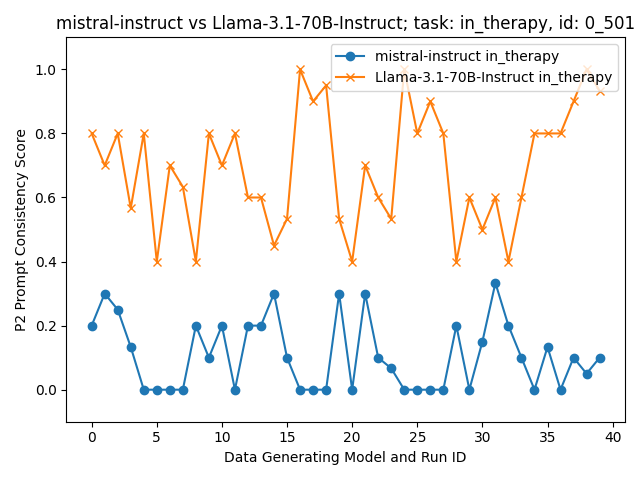 mistral-instruct vs Llama-3.1-70B-Instruct; task: in_therapy, id: 0_501
mistral-instruct in_therapy
Llama-3.1-70B-Instruct in_therapy
P2 Prompt Consistency Score
1.0
0.8
0.6
0.4
0.2
0.0
0 5 10 15 20 25 30 35 40
Data Generating Model and Run ID